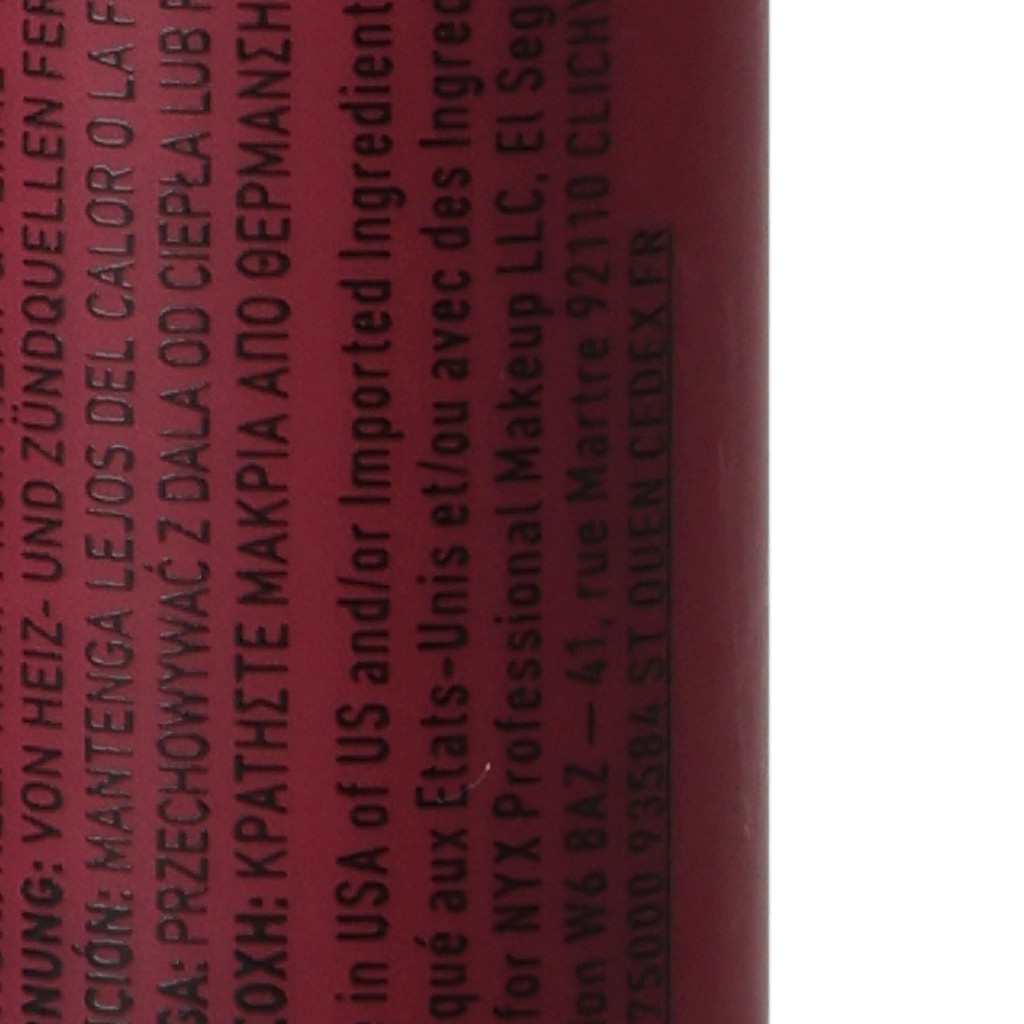 NUNG: VON HEIZ- UND ZÜNDQUELLEN FER
CIÓN: MANTENGA LEJOS DEL CALOR O LA F
GA: PRZECHOWYWAĆ Z DALA OD CIEPŁA LUB
ΟΧΗ: ΚΡΑΤΗΣΤΕ ΜΑΚΡΙΑ ΑΠΟ ΘΕΡΜΑΝΣΗ
in USA of US and/or Imported Ingredient
qué aux Etats-Unis et/ou avec des Ingred
for NYX Professional Makeup LLC, El Seg
don W6 8AZ – 41, rue Martre 92110 CLICHY
75000 93584 ST OUEN CEDEX FR